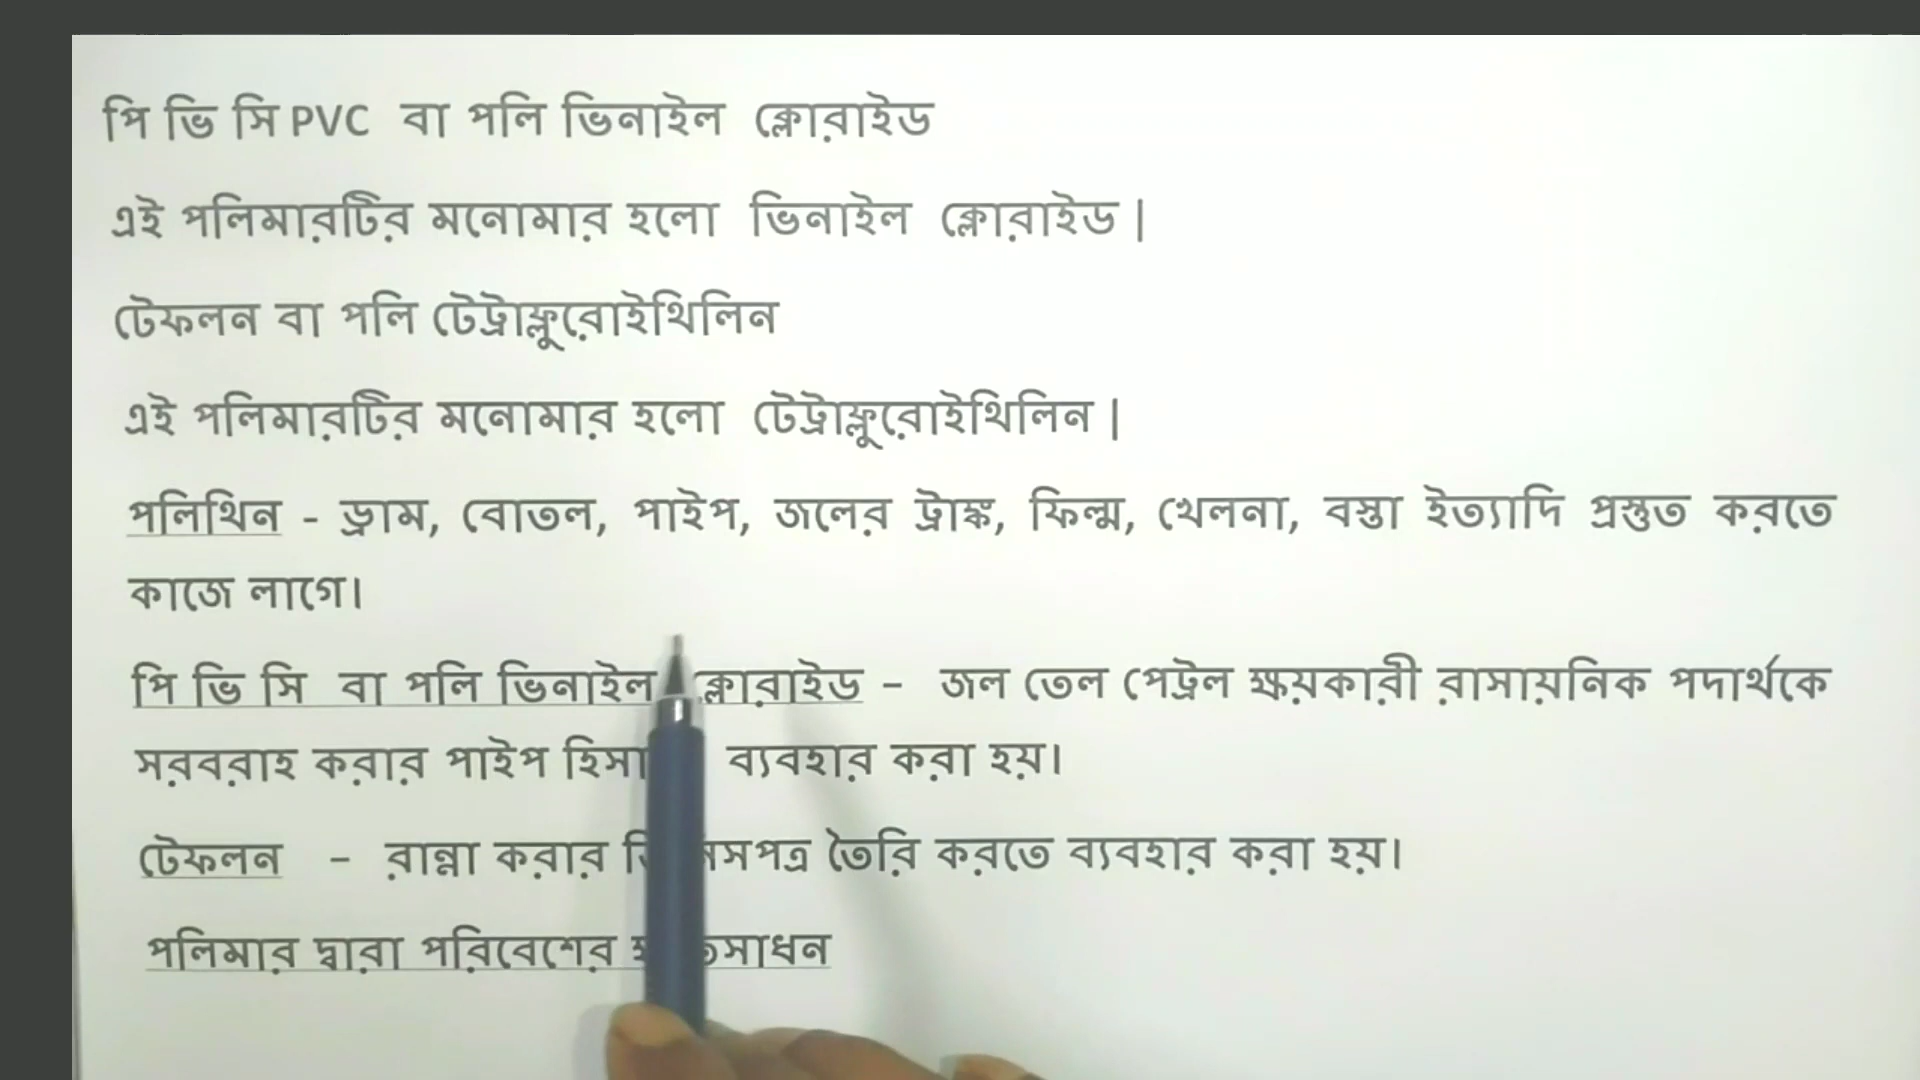 পি ভি সি PVC বা পলি ভিনাইল ক্লোরাইড
এই পলিমারটির মনোমার হলো ভিনাইল ক্লোরাইড |
টেফলন বা পলি টেট্রাফ্লুরোইথিলিন
এই পলিমারটির মনোমার হলো টেট্রাফ্লুরোইথিলিন |
পলিথিন - ড্রাম, বোতল, পাইপ, জলের ট্রাঙ্ক, ফিল্ম, খেলনা, বস্তা ইত্যাদি প্রস্তুত করতে
কাজে লাগে।
পি ভি সি বা পলি ভিনাইল ক্লোরাইড – জল তেল পেট্রল ক্ষয়কারী রাসায়নিক পদার্থকে
সরবরাহ করার পাইপ ব্যবহার করা হয়।
টেফলন – রান্না করার তৈরি করতে ব্যবহার করা হয়।
পলিমার দ্বারা পরিবেশের